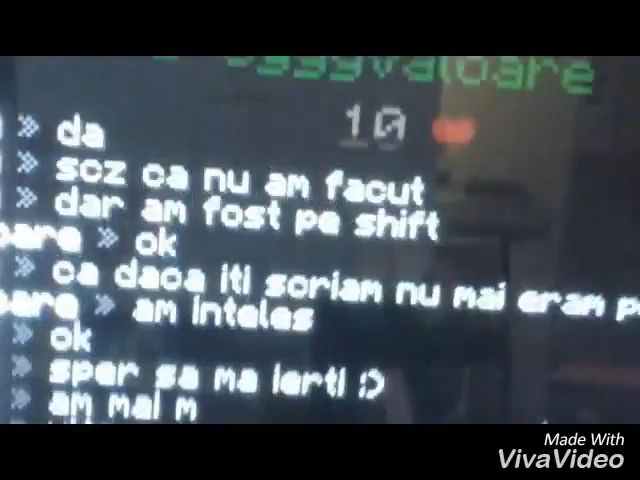 10
» da
» scz ca nu am facut
» dar am fost pe shift
» ok
» ca daca iti scriam nu mai eram
» am inteles
» ok
» sper sa ma ierti :)
» am mai m
Made With
VivaVideo